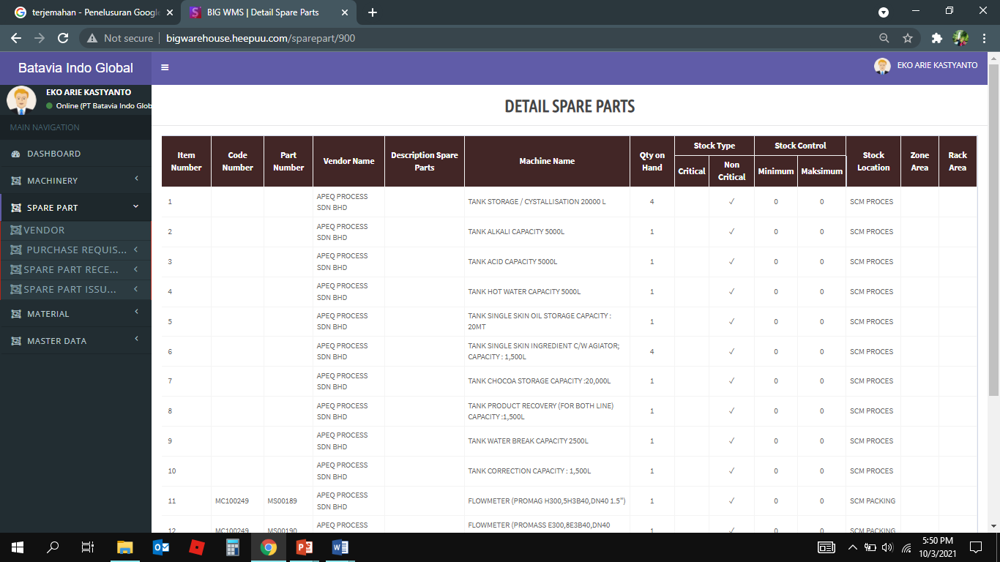 terjemahan - Penelusuran Google
BIG WMS | Detail Spare Parts
Not secure
bigwarehouse.heepuu.com/sparepart/900
Batavia Indo Global
EKO ARIE KASTYANTO
EKO ARIE KASTYANTO
Online (PT Batavia Indo Glob
MAIN NAVIGATION
DASHBOARD
MACHINERY
SPARE PART
VENDOR
PURCHASE REQUIS...
SPARE PART RECE...
SPARE PART ISSU...
MATERIAL
MASTER DATA
DETAIL SPARE PARTS
Item Number Code Number Part Number Vendor Name Description Spare Parts Machine Name Qty on Hand Stock Type Stock Control Stock Location Zone Area Rack Area
Critical Non Critical Minimum Maksimum
1 APEQ PROCESS SDN BHD TANK STORAGE / CYSTALLISATION 20000 L 4 ✓ 0 0 SCM PROCES
2 APEQ PROCESS SDN BHD TANK ALKALI CAPACITY 5000L 1 ✓ 0 0 SCM PROCES
3 APEQ PROCESS SDN BHD TANK ACID CAPACITY 5000L 1 ✓ 0 0 SCM PROCES
4 APEQ PROCESS SDN BHD TANK HOT WATER CAPACITY 5000L 1 ✓ 0 0 SCM PROCES
5 APEQ PROCESS SDN BHD TANK SINGLE SKIN OIL STORAGE CAPACITY : 20MT 1 ✓ 0 0 SCM PROCES
6 APEQ PROCESS SDN BHD TANK SINGLE SKIN INGREDIENT C/W AGIATOR; CAPACITY : 1,500L 4 ✓ 0 0 SCM PROCES
7 APEQ PROCESS SDN BHD TANK CHOCOA STORAGE CAPACITY :20,000L 1 ✓ 0 0 SCM PROCES
8 APEQ PROCESS SDN BHD TANK PRODUCT RECOVERY (FOR BOTH LINE) CAPACITY :1,500L 1 ✓ 0 0 SCM PROCES
9 APEQ PROCESS SDN BHD TANK WATER BREAK CAPACITY 2500L 1 ✓ 0 0 SCM PROCES
10 APEQ PROCESS SDN BHD TANK CORRECTION CAPACITY : 1,500L 1 ✓ 0 0 SCM PROCES
11 MC100249 MS00189 APEQ PROCESS SDN BHD FLOWMETER (PROMAG H300,5H3B40,DN40 1.5") 1 ✓ 0 0 SCM PACKING
12 MC100249 MS00190 APEQ PROCESS FLOWMETER (PROMASS E300,8E3B40,DN40 1 ✓ 0 0 SCM PACKING
5:50 PM
10/3/2021